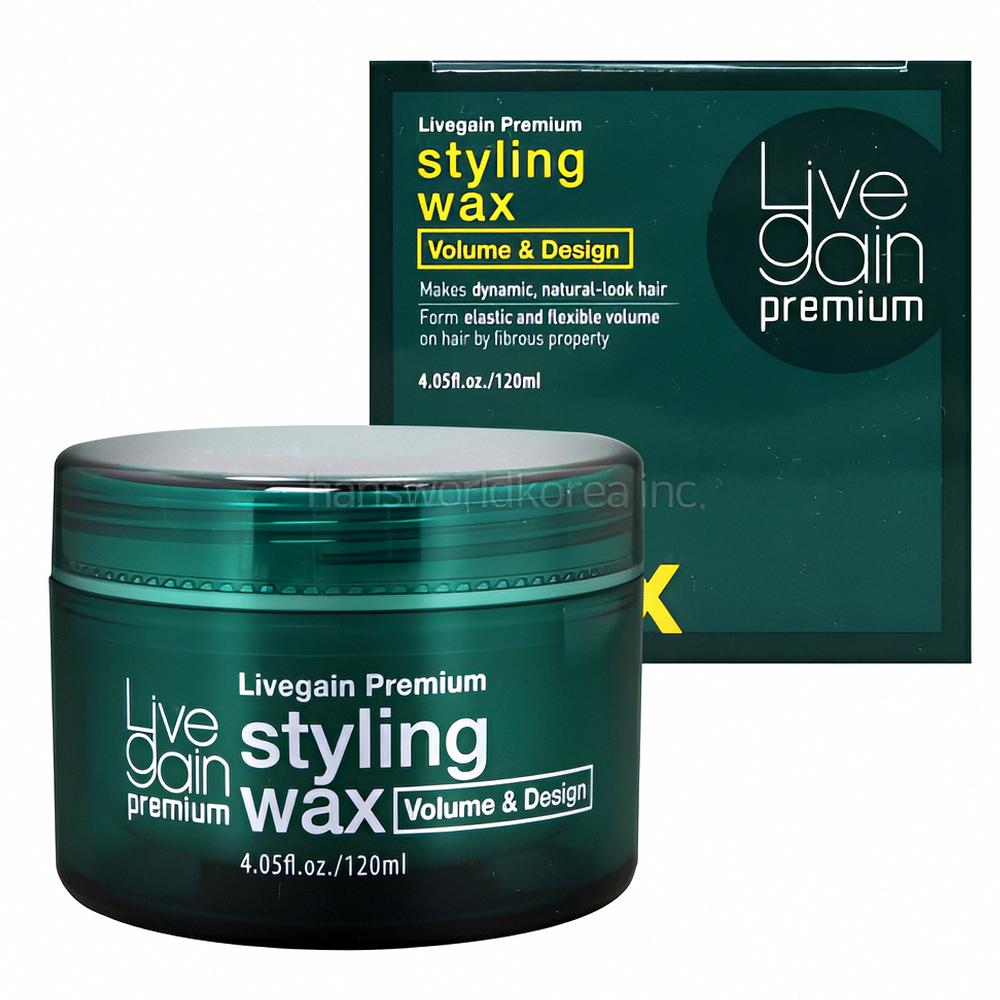 Livegain Premium
styling
wax
Volume & Design
Makes dynamic, natural-look hair
Form elastic and flexible volume
on hair by fibrous property
4.05fl.oz./120ml
Live
gain
premium
hansworldkorea inc.
x
Live
gain
premium
Livegain Premium
styling
wax Volume & Design
4.05fl.oz./120ml